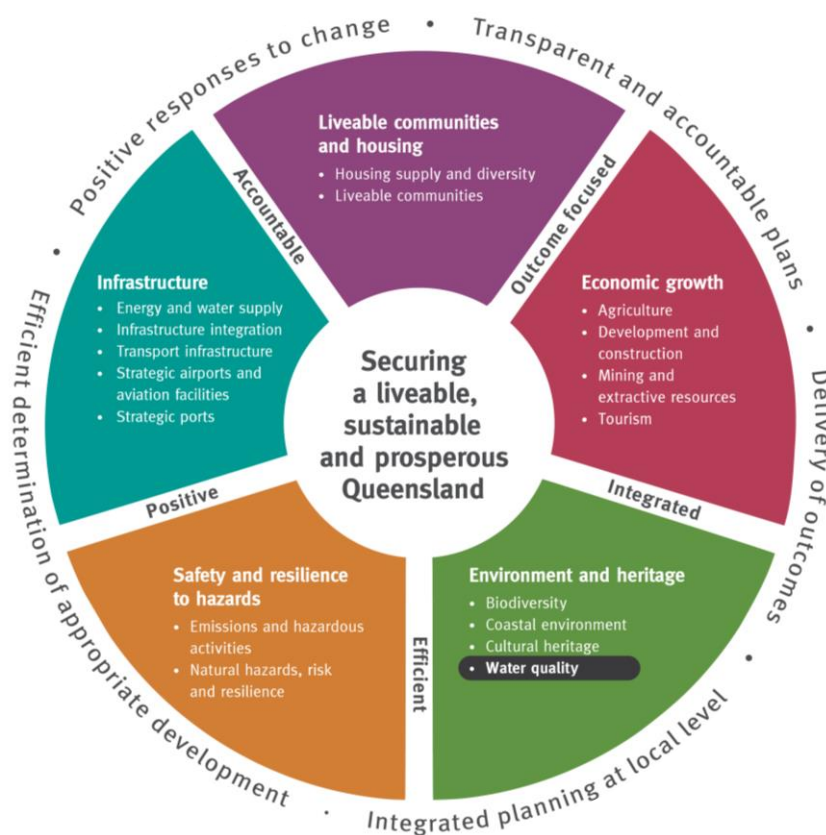 Positive responses to change
Transparent and accountable plans
Delivery of outcomes
Integrated planning at local level
Efficient determination of appropriate development
Liveable communities
and housing
• Housing supply and diversity
• Liveable communities
Accountable
Outcome focused
Infrastructure
• Energy and water supply
• Infrastructure integration
• Transport infrastructure
• Strategic airports and
aviation facilities
• Strategic ports
Economic growth
• Agriculture
• Development and
construction
• Mining and
extractive resources
• Tourism
Securing
a liveable,
sustainable
and prosperous
Queensland
Positive
Integrated
Safety and resilience
to hazards
• Emissions and hazardous
activities
• Natural hazards, risk
and resilience
Efficient
Environment and heritage
• Biodiversity
• Coastal environment
• Cultural heritage
• Water quality